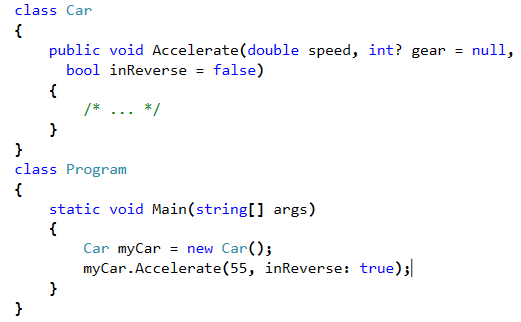 class Car
{
public void Accelerate(double speed, int? gear = null,
bool inReverse = false)
{
/* ... */
}
}
class Program
{
static void Main(string[] args)
{
Car myCar = new Car();
myCar.Accelerate(55, inReverse: true);
}
}